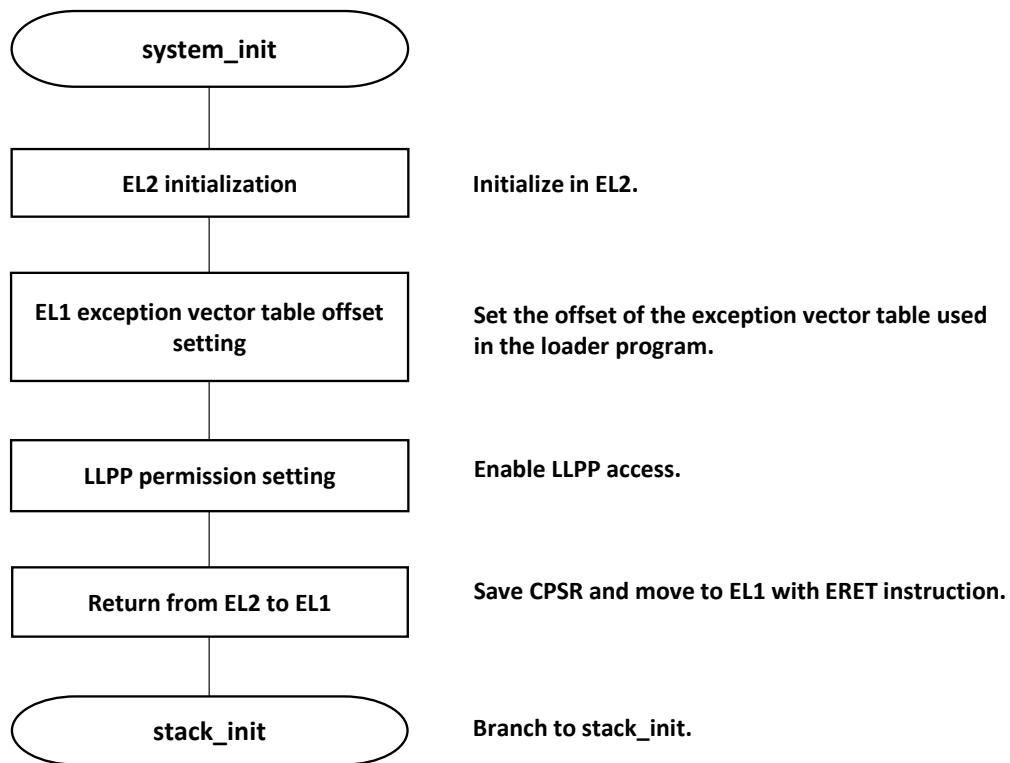 system_init
EL2 initialization
Initialize in EL2.
EL1 exception vector table offset
setting
Set the offset of the exception vector table used
in the loader program.
LLPP permission setting
Enable LLPP access.
Return from EL2 to EL1
Save CPSR and move to EL1 with ERET instruction.
stack_init
Branch to stack_init.